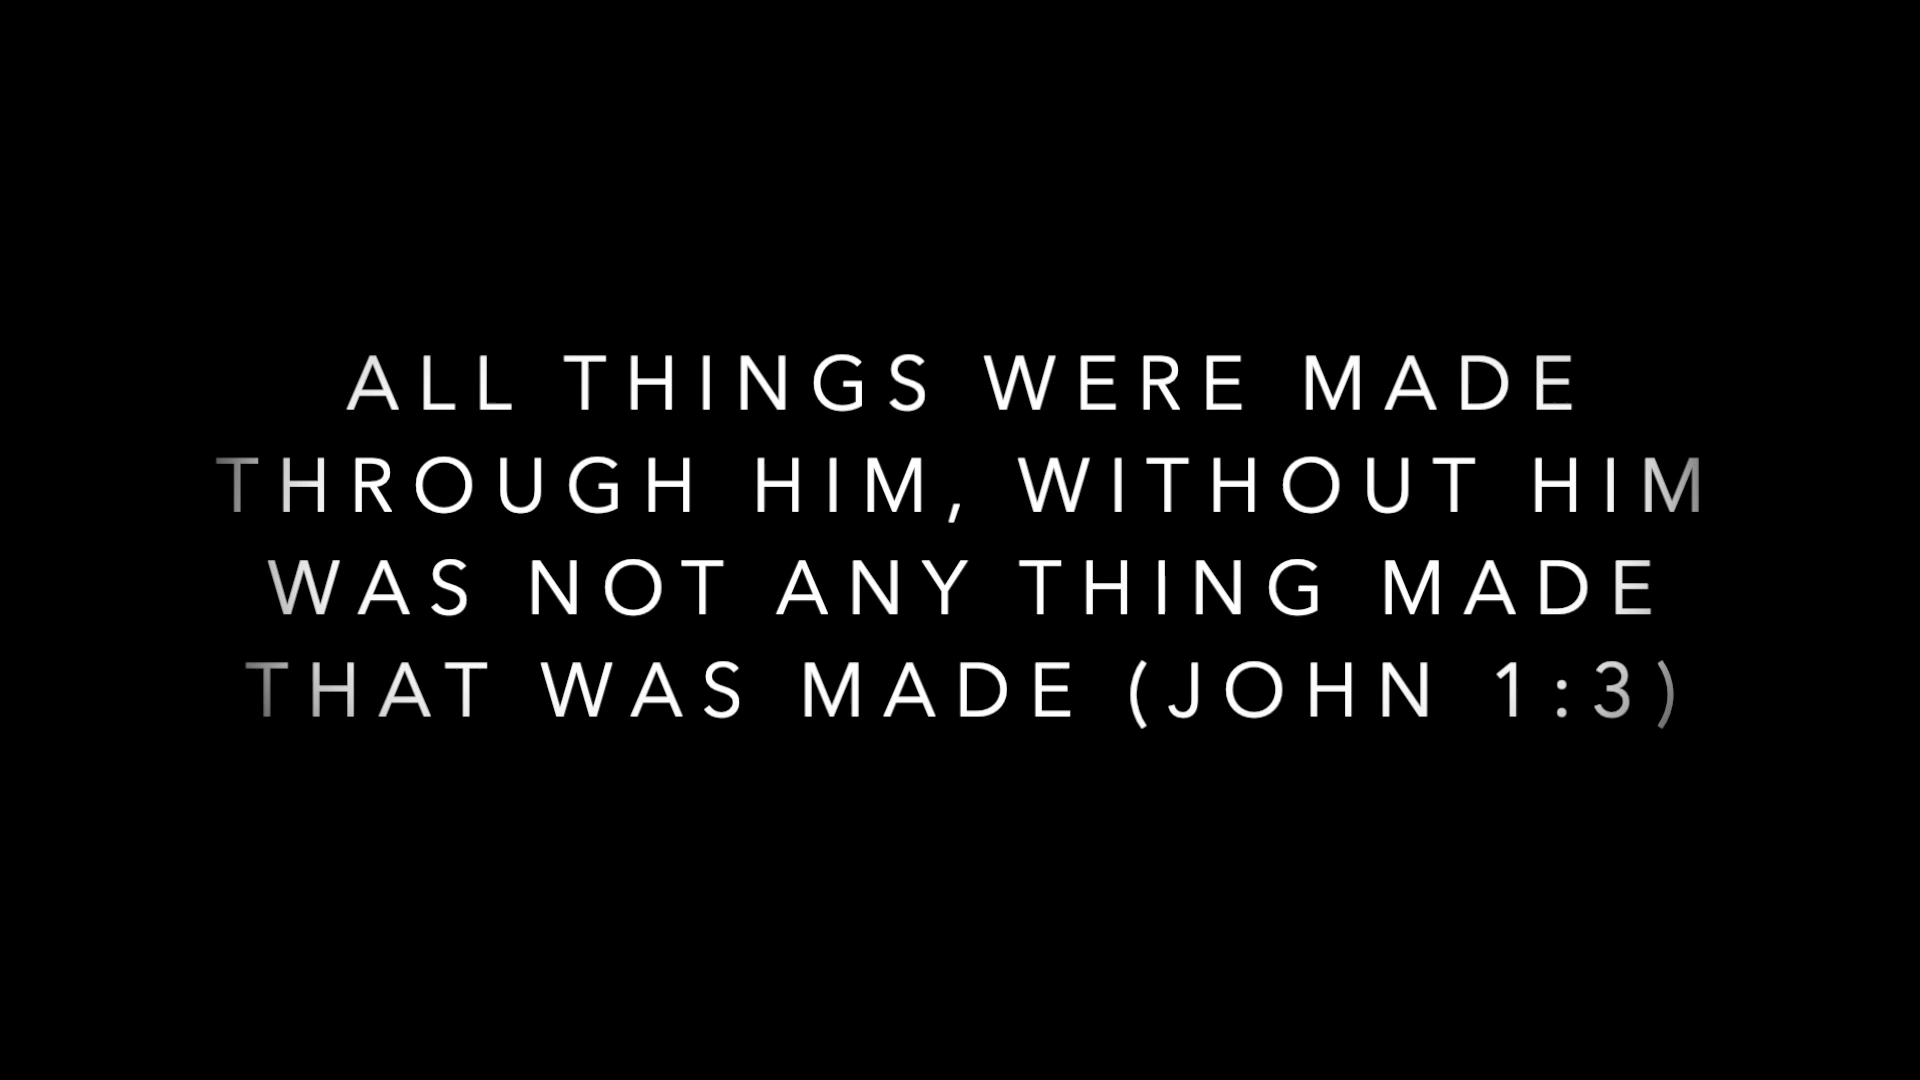 ALL THINGS WERE MADE
THROUGH HIM, WITHOUT HIM
WAS NOT ANY THING MADE
THAT WAS MADE (JOHN 1:3)